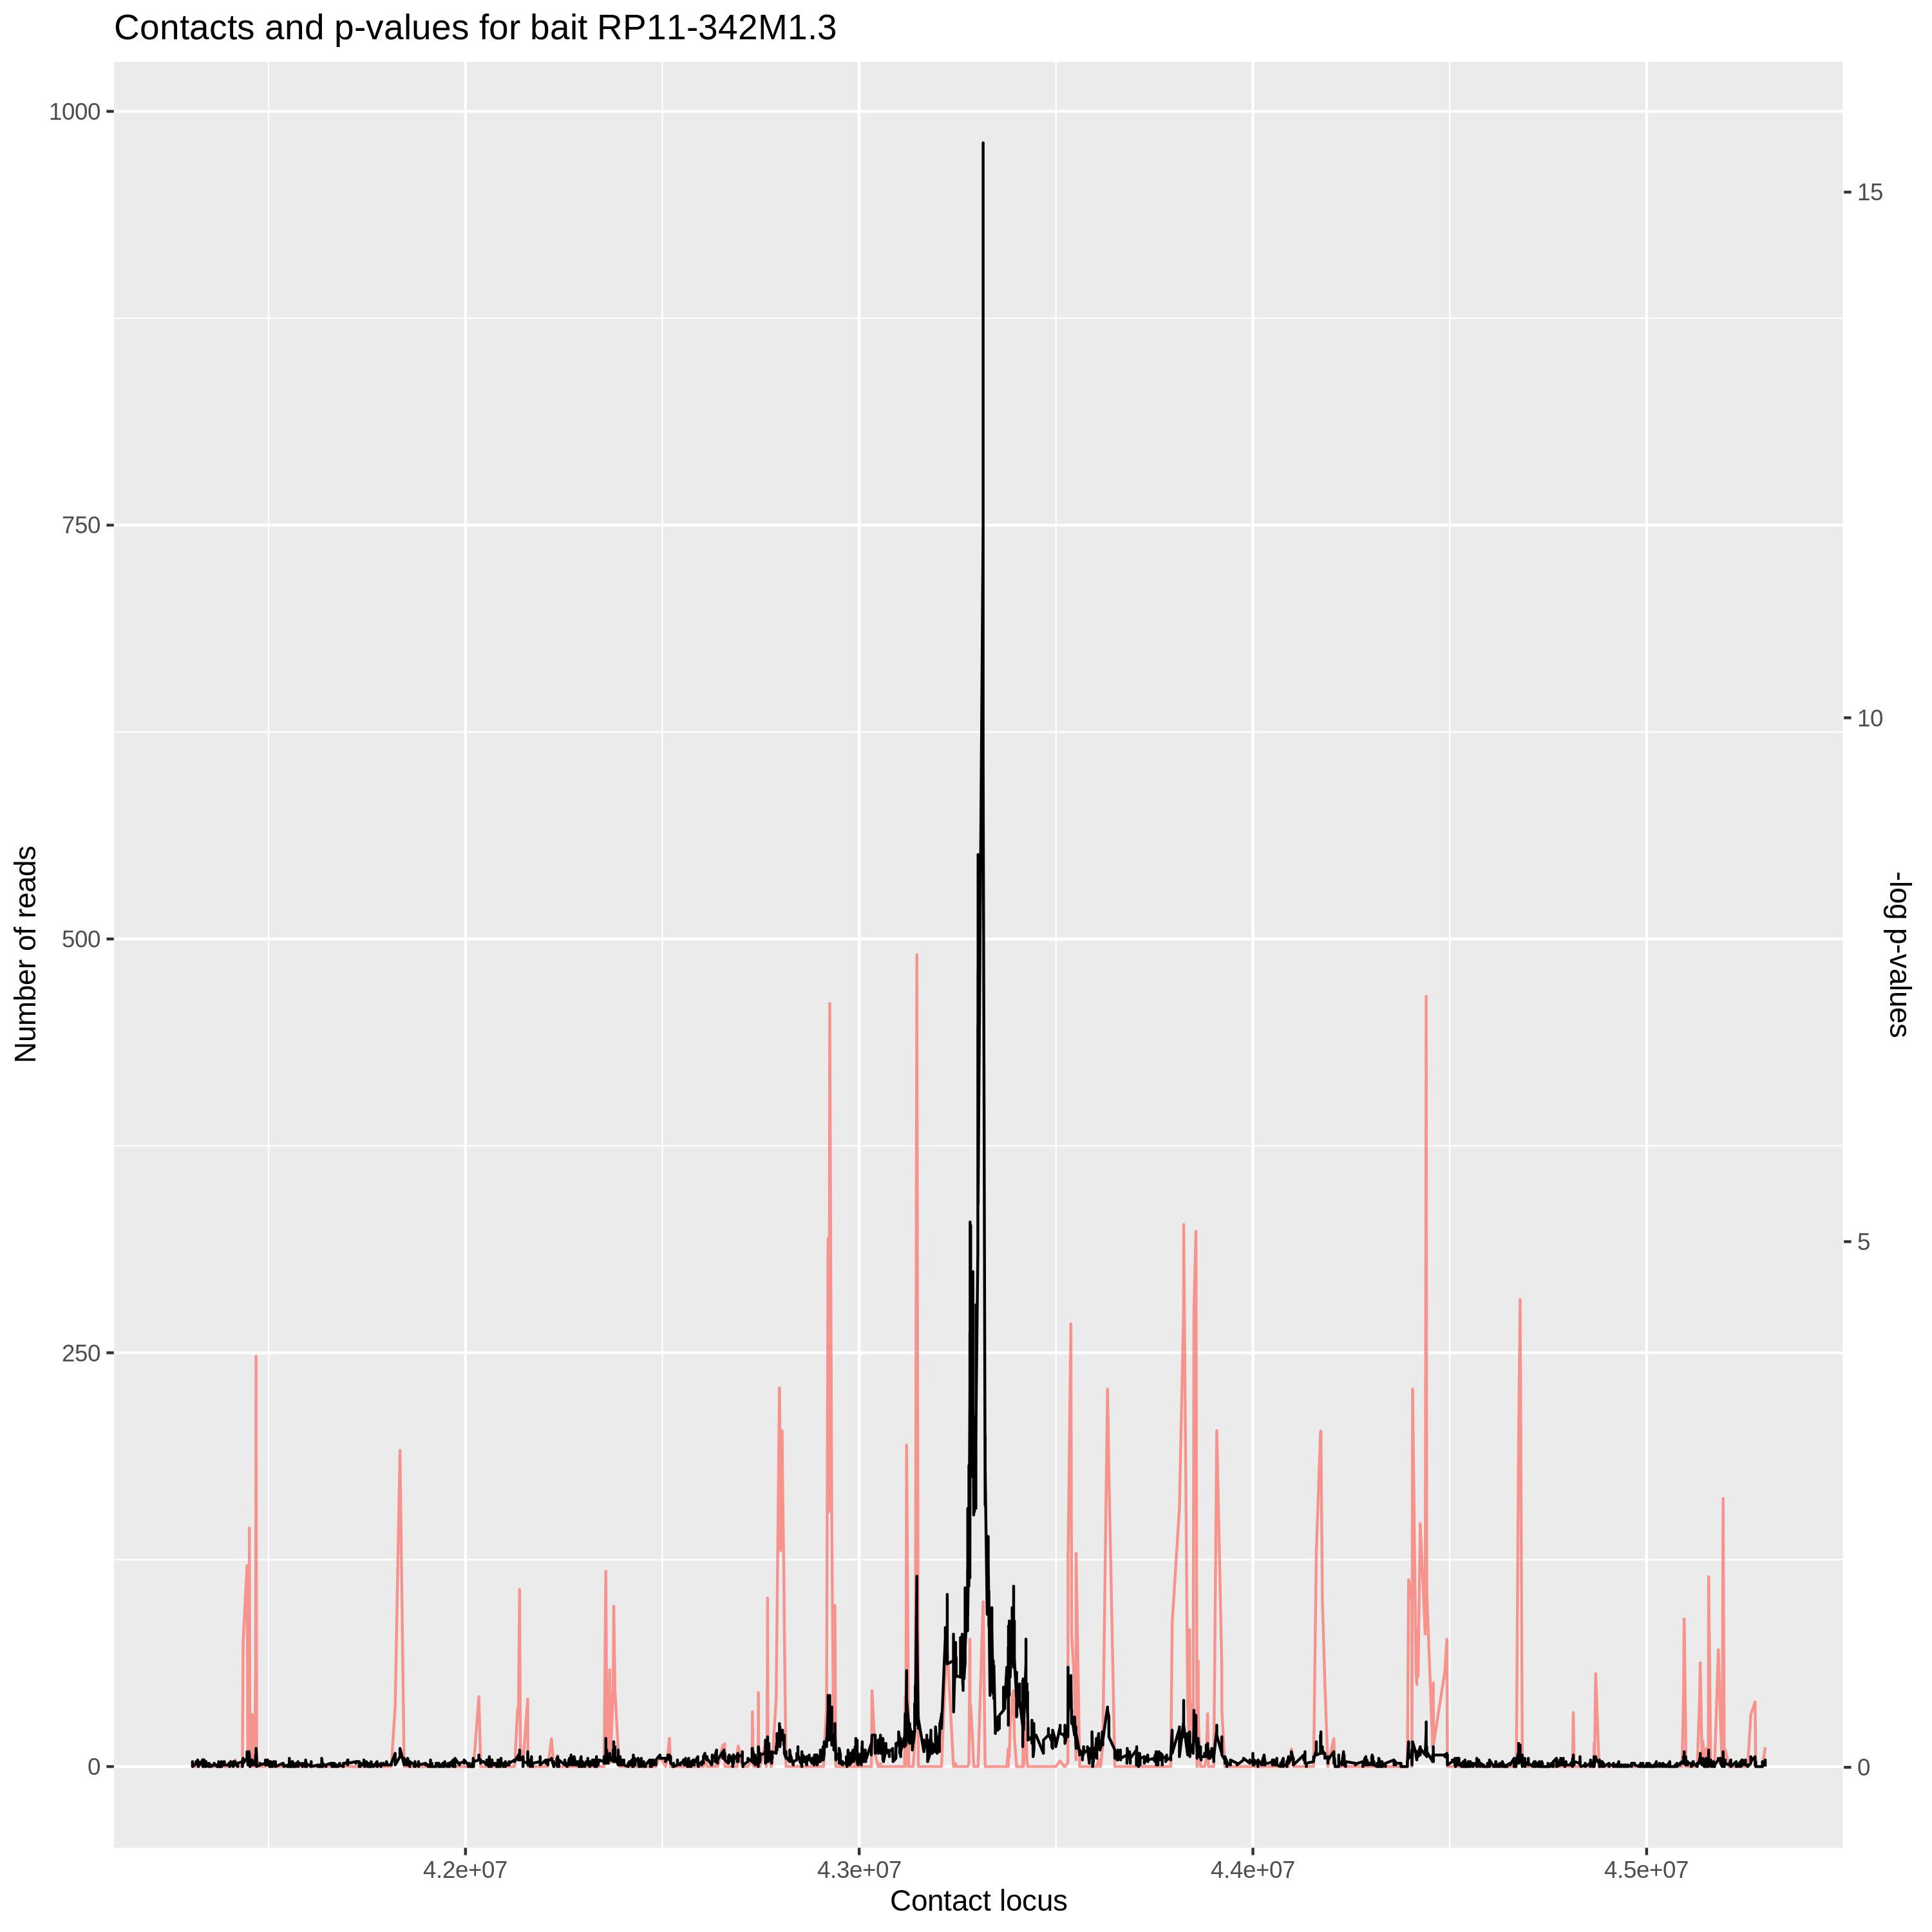 Contacts and p-values for bait RP11-342M1.3
1000
750
500
250
0
Number of reads
15
10
5
0
-log p-values
4.2e+07
4.3e+07
4.4e+07
4.5e+07
Contact locus